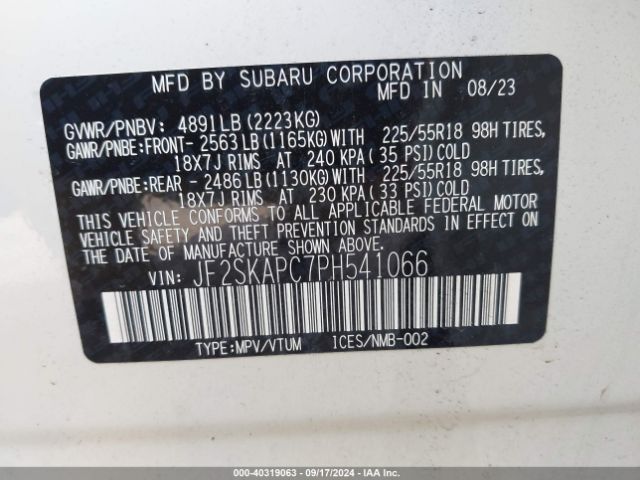 MFD BY SUBARU CORPORATION
MFD IN 08/23
GVWR/PNBV: 4891LB(2223KG)
GAWR/PNBE:FRONT- 2563LB(1165KG)WITH 225/55R18 98H TIRES,
18X7J RIMS AT 240 KPA(35 PSI)COLD
GAWR/PNBE:REAR - 2486LB(1130KG)WITH 225/55R18 98H TIRES,
18X7J RIMS AT 230 KPA(33 PSI)COLD
THIS VEHICLE CONFORMS TO ALL APPLICABLE FEDERAL MOTOR
VEHICLE SAFETY AND THEFT PREVENTION STANDARDS IN EFFECT ON
THE DATE OF MANUFACTURE SHOWN ABOVE.
VIN: JF2SKAPC7PH541066
TYPE:MPV/VTUM ICES/NMB-002
000-40319063 - 09/17/2024 - IAAI.COM